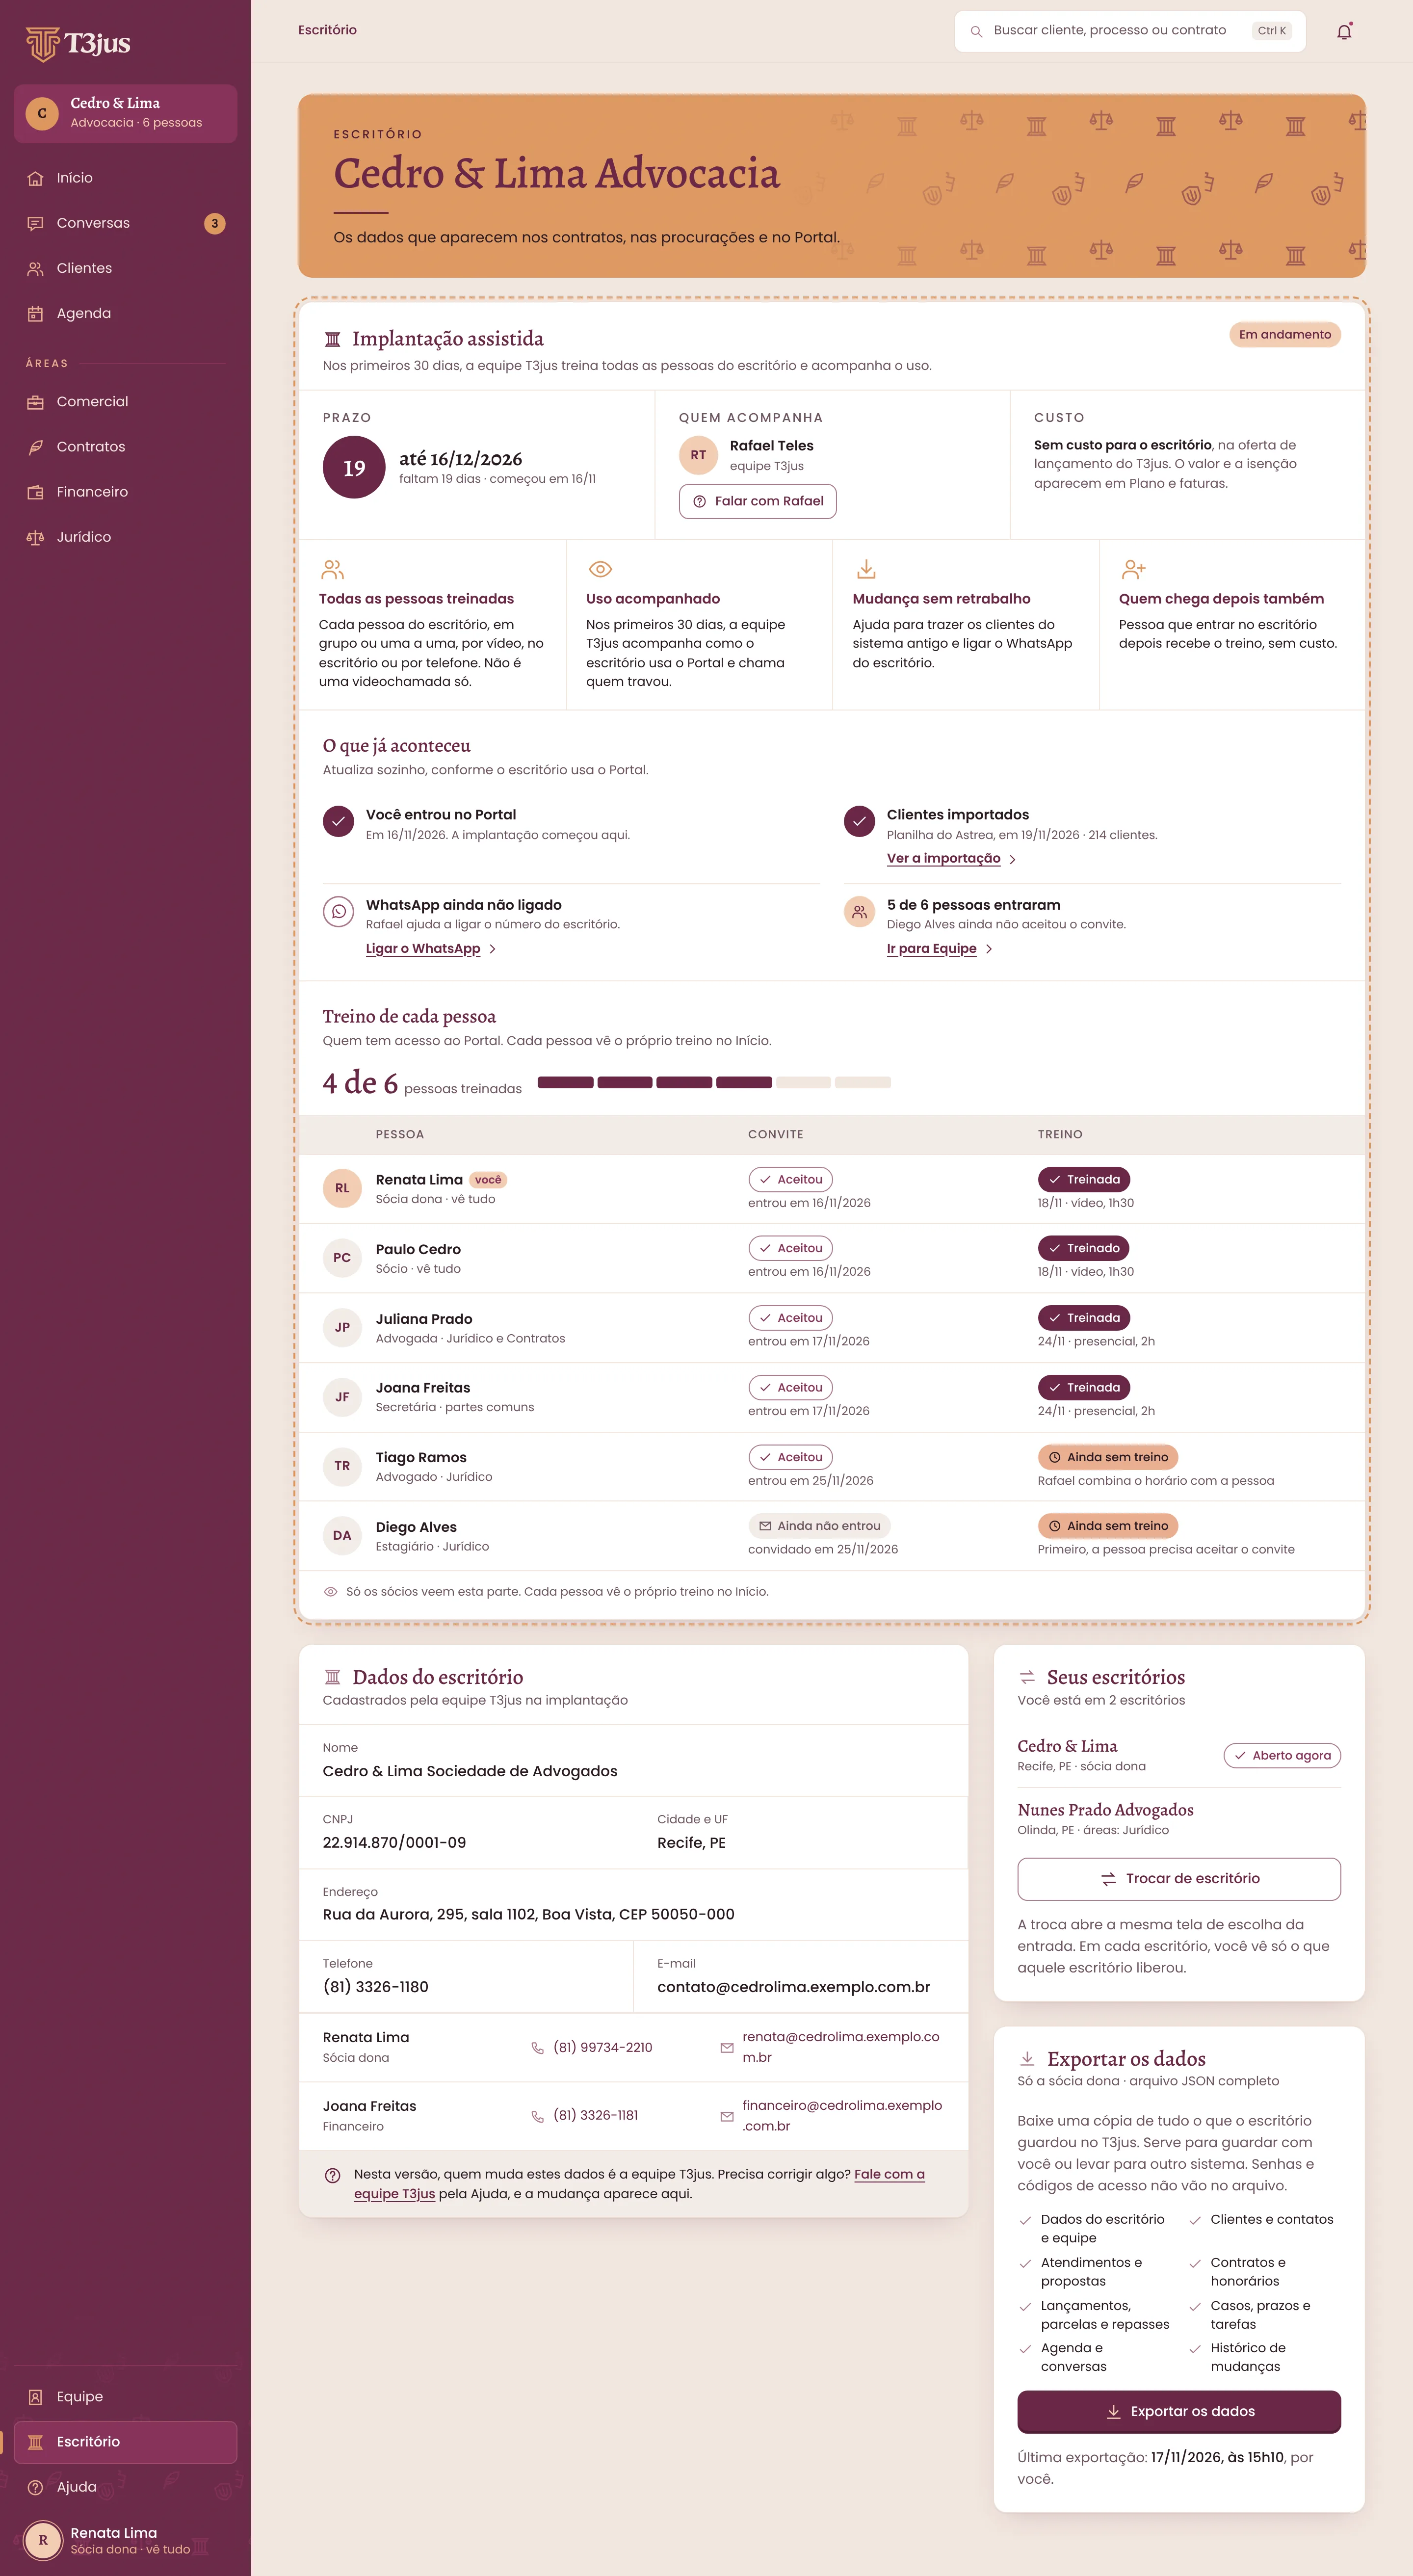 T3jus
C
Cedro & Lima
Advocacia · 6 pessoas
Início
Conversas
3
Clientes
Agenda
ÁREAS
Comercial
Contratos
Financeiro
Jurídico
Equipe
Escritório
Ajuda
R
Renata Lima
Sócia dona · vê tudo
Escritório
Buscar cliente, processo ou contrato
Ctrl K
ESCRITÓRIO
Cedro & Lima Advocacia
Os dados que aparecem nos contratos, nas procurações e no Portal.
Implantação assistida
Em andamento
Nos primeiros 30 dias, a equipe T3jus treina todas as pessoas do escritório e acompanha o uso.
PRAZO
19
até 16/12/2026
faltam 19 dias · começou em 16/11
QUEM ACOMPANHA
RT
Rafael Teles
equipe T3jus
Falar com Rafael
CUSTO
Sem custo para o escritório, na oferta de
lançamento do T3jus. O valor e a isenção
aparecem em Plano e faturas.
Todas as pessoas treinadas
Cada pessoa do escritório, em
grupo ou uma a uma, por vídeo, no
escritório ou por telefone. Não é
uma videochamada só.
Uso acompanhado
Nos primeiros 30 dias, a equipe
T3jus acompanha como o
escritório usa o Portal e chama
quem travou.
Mudança sem retrabalho
Ajuda para trazer os clientes do
sistema antigo e ligar o WhatsApp
do escritório.
Quem chega depois também
Pessoa que entrar no escritório
depois recebe o treino, sem custo.
O que já aconteceu
Atualiza sozinho, conforme o escritório usa o Portal.
Você entrou no Portal
Em 16/11/2026. A implantação começou aqui.
Clientes importados
Planilha do Astrea, em 19/11/2026 · 214 clientes.
Ver a importação
WhatsApp ainda não ligado
Rafael ajuda a ligar o número do escritório.
Ligar o WhatsApp
5 de 6 pessoas entraram
Diego Alves ainda não aceitou o convite.
Ir para Equipe
Treino de cada pessoa
Quem tem acesso ao Portal. Cada pessoa vê o próprio treino no Início.
4 de 6 pessoas treinadas
PESSOA
CONVITE
TREINO
RL
Renata Lima você
Sócia dona · vê tudo
Aceitou
entrou em 16/11/2026
Treinada
18/11 · vídeo, 1h30
PC
Paulo Cedro
Sócio · vê tudo
Aceitou
entrou em 16/11/2026
Treinado
18/11 · vídeo, 1h30
JP
Juliana Prado
Advogada · Jurídico e Contratos
Aceitou
entrou em 17/11/2026
Treinada
24/11 · presencial, 2h
JF
Joana Freitas
Secretária · partes comuns
Aceitou
entrou em 17/11/2026
Treinada
24/11 · presencial, 2h
TR
Tiago Ramos
Advogado · Jurídico
Aceitou
entrou em 25/11/2026
Ainda sem treino
Rafael combina o horário com a pessoa
DA
Diego Alves
Estagiário · Jurídico
Ainda não entrou
convidado em 25/11/2026
Ainda sem treino
Primeiro, a pessoa precisa aceitar o convite
Só os sócios veem esta parte. Cada pessoa vê o próprio treino no Início.
Dados do escritório
Cadastrados pela equipe T3jus na implantação
Nome
Cedro & Lima Sociedade de Advogados
CNPJ
22.914.870/0001-09
Cidade e UF
Recife, PE
Endereço
Rua da Aurora, 295, sala 1102, Boa Vista, CEP 50050-000
Telefone
(81) 3326-1180
E-mail
contato@cedrolima.exemplo.com.br
Renata Lima
Sócia dona
(81) 99734-2210
renata@cedrolima.exemplo.co
m.br
Joana Freitas
Financeiro
(81) 3326-1181
financeiro@cedrolima.exemplo
.com.br
Nesta versão, quem muda estes dados é a equipe T3jus. Precisa corrigir algo? Fale com a
equipe T3jus pela Ajuda, e a mudança aparece aqui.
Seus escritórios
Você está em 2 escritórios
Cedro & Lima
Recife, PE · sócia dona
Aberto agora
Nunes Prado Advogados
Olinda, PE · áreas: Jurídico
Trocar de escritório
A troca abre a mesma tela de escolha da
entrada. Em cada escritório, você vê só o que
aquele escritório liberou.
Exportar os dados
Só a sócia dona · arquivo JSON completo
Baixe uma cópia de tudo o que o escritório
guardou no T3jus. Serve para guardar com
você ou levar para outro sistema. Senhas e
códigos de acesso não vão no arquivo.
Dados do escritório
e equipe
Clientes e contatos
Atendimentos e
propostas
Contratos e
honorários
Lançamentos,
parcelas e repasses
Casos, prazos e
tarefas
Agenda e
conversas
Histórico de
mudanças
Exportar os dados
Última exportação: 17/11/2026, às 15h10, por
você.